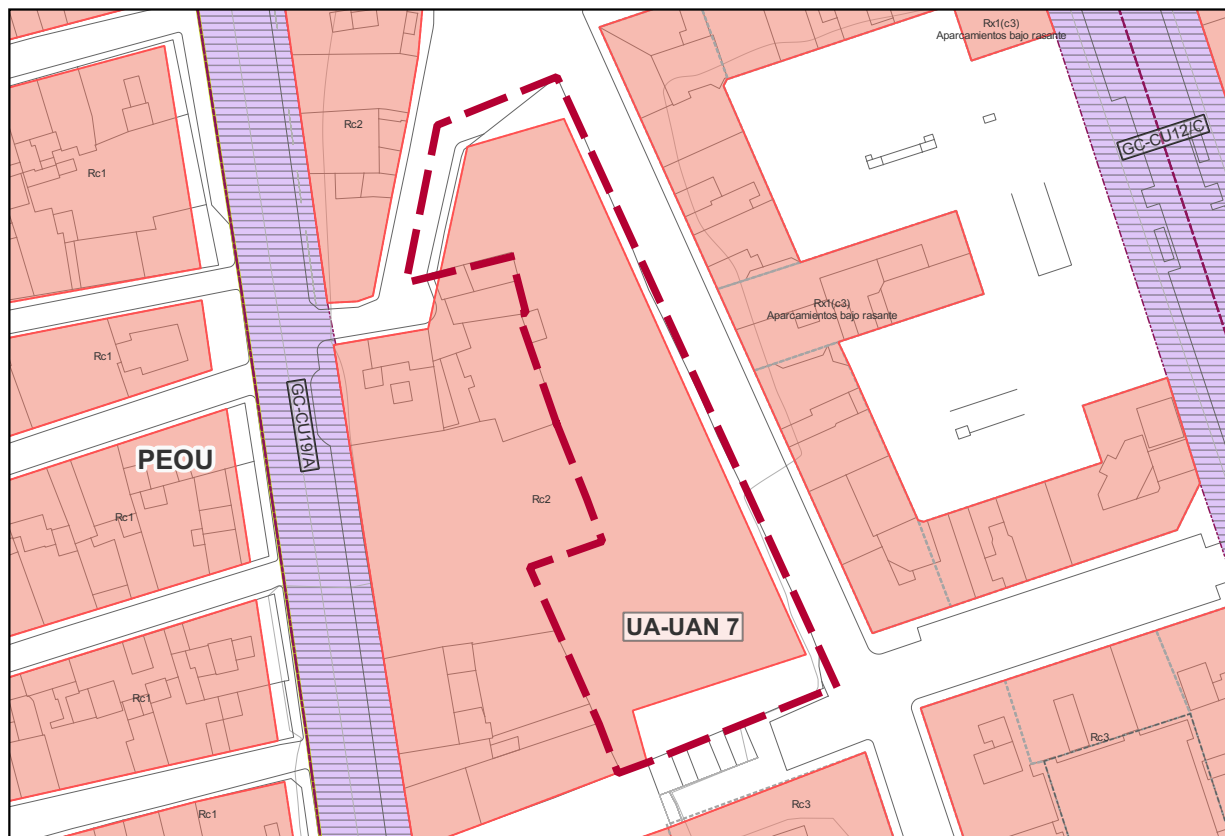 Rx1(c3)
Aparcamientos bajo rasante
Rc2
GC-CU12/C
Rc1
Rx1(c3)
Aparcamientos bajo rasante
Rc1
GC-CU19/A
PEOU
Rc2
Rc1
UA-UAN 7
Rc1
Rc3
Rc3
Rc1